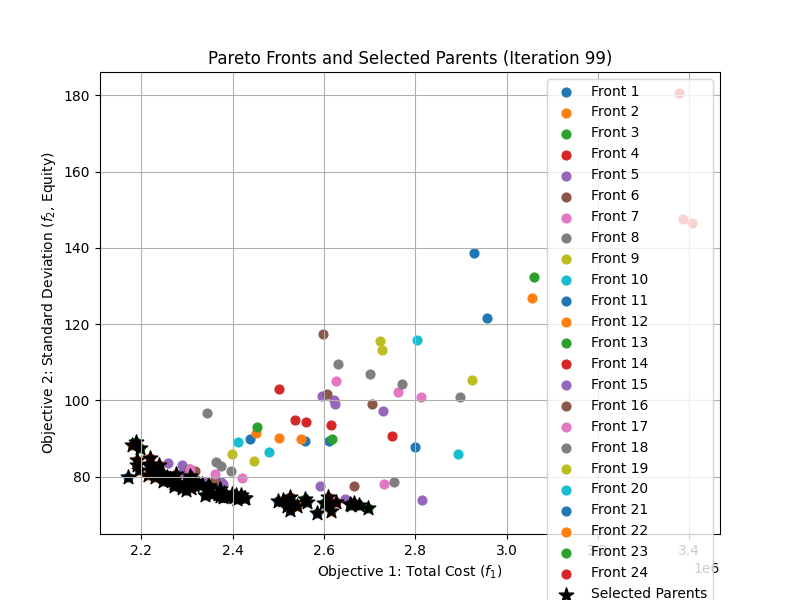 Pareto Fronts and Selected Parents (Iteration 99)
Objective 2: Standard Deviation (f₂, Equity)
180
160
140
120
100
80
2.2
2.4
2.6
2.8
3.0
3.4
1e6
Objective 1: Total Cost (f₁)
Front 1
Front 2
Front 3
Front 4
Front 5
Front 6
Front 7
Front 8
Front 9
Front 10
Front 11
Front 12
Front 13
Front 14
Front 15
Front 16
Front 17
Front 18
Front 19
Front 20
Front 21
Front 22
Front 23
Front 24
Selected Parents